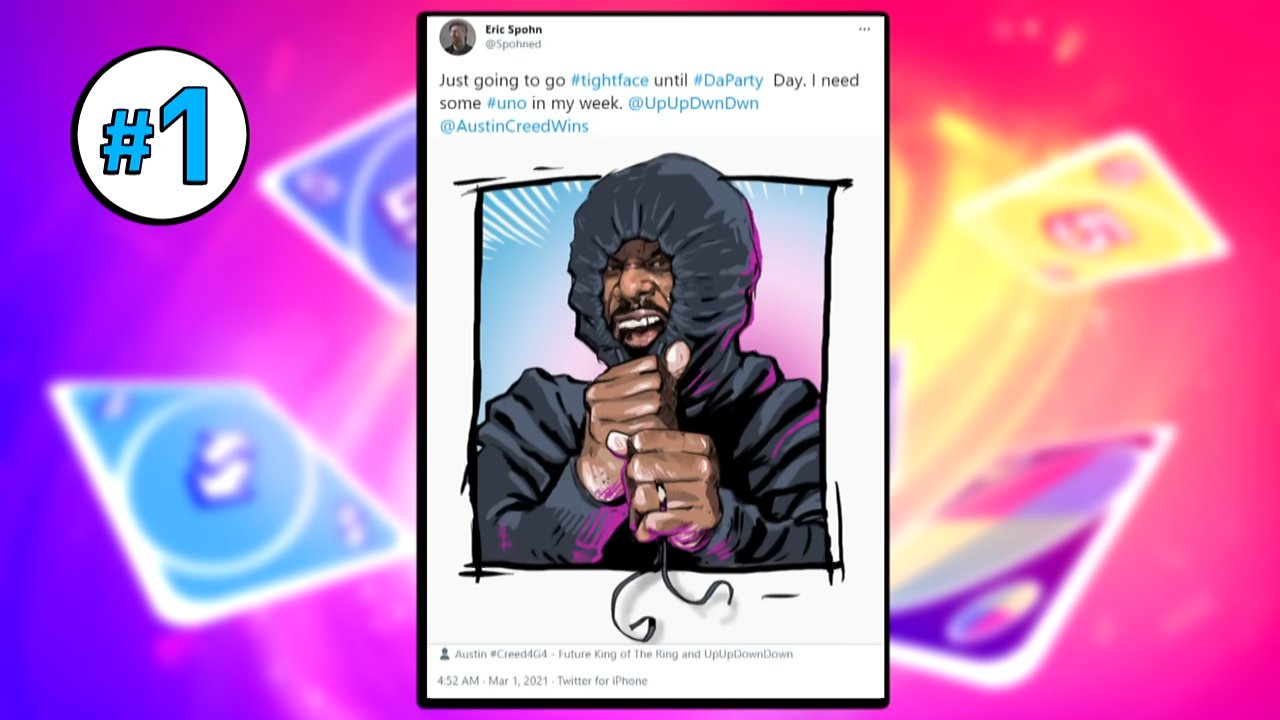 #1
Eric Spohn
@Spohned
Just going to go #tightface until #DaParty Day. I need
some #uno in my week. @UpUpDwnDwn
@AustinCreedWins
Austin #Creed4G4 - Future King of The Ring and UpUpDownDown
4:52 AM · Mar 1, 2021 · Twitter for iPhone